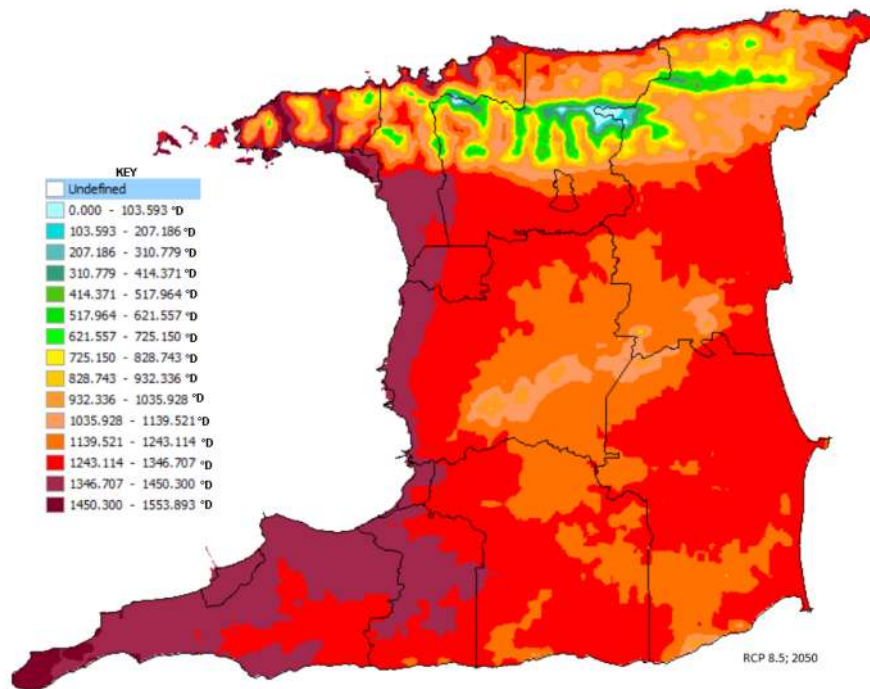 KEY
Undefined
0.000 - 103.593 °D
103.593 - 207.186 °D
207.186 - 310.779 °D
310.779 - 414.371 °D
414.371 - 517.964 °D
517.964 - 621.557 °D
621.557 - 725.150 °D
725.150 - 828.743 °D
828.743 - 932.336 °D
932.336 - 1035.928 °D
1035.928 - 1139.521 °D
1139.521 - 1243.114 °D
1243.114 - 1346.707 °D
1346.707 - 1450.300 °D
1450.300 - 1553.893 °D
RCP 8.5; 2050